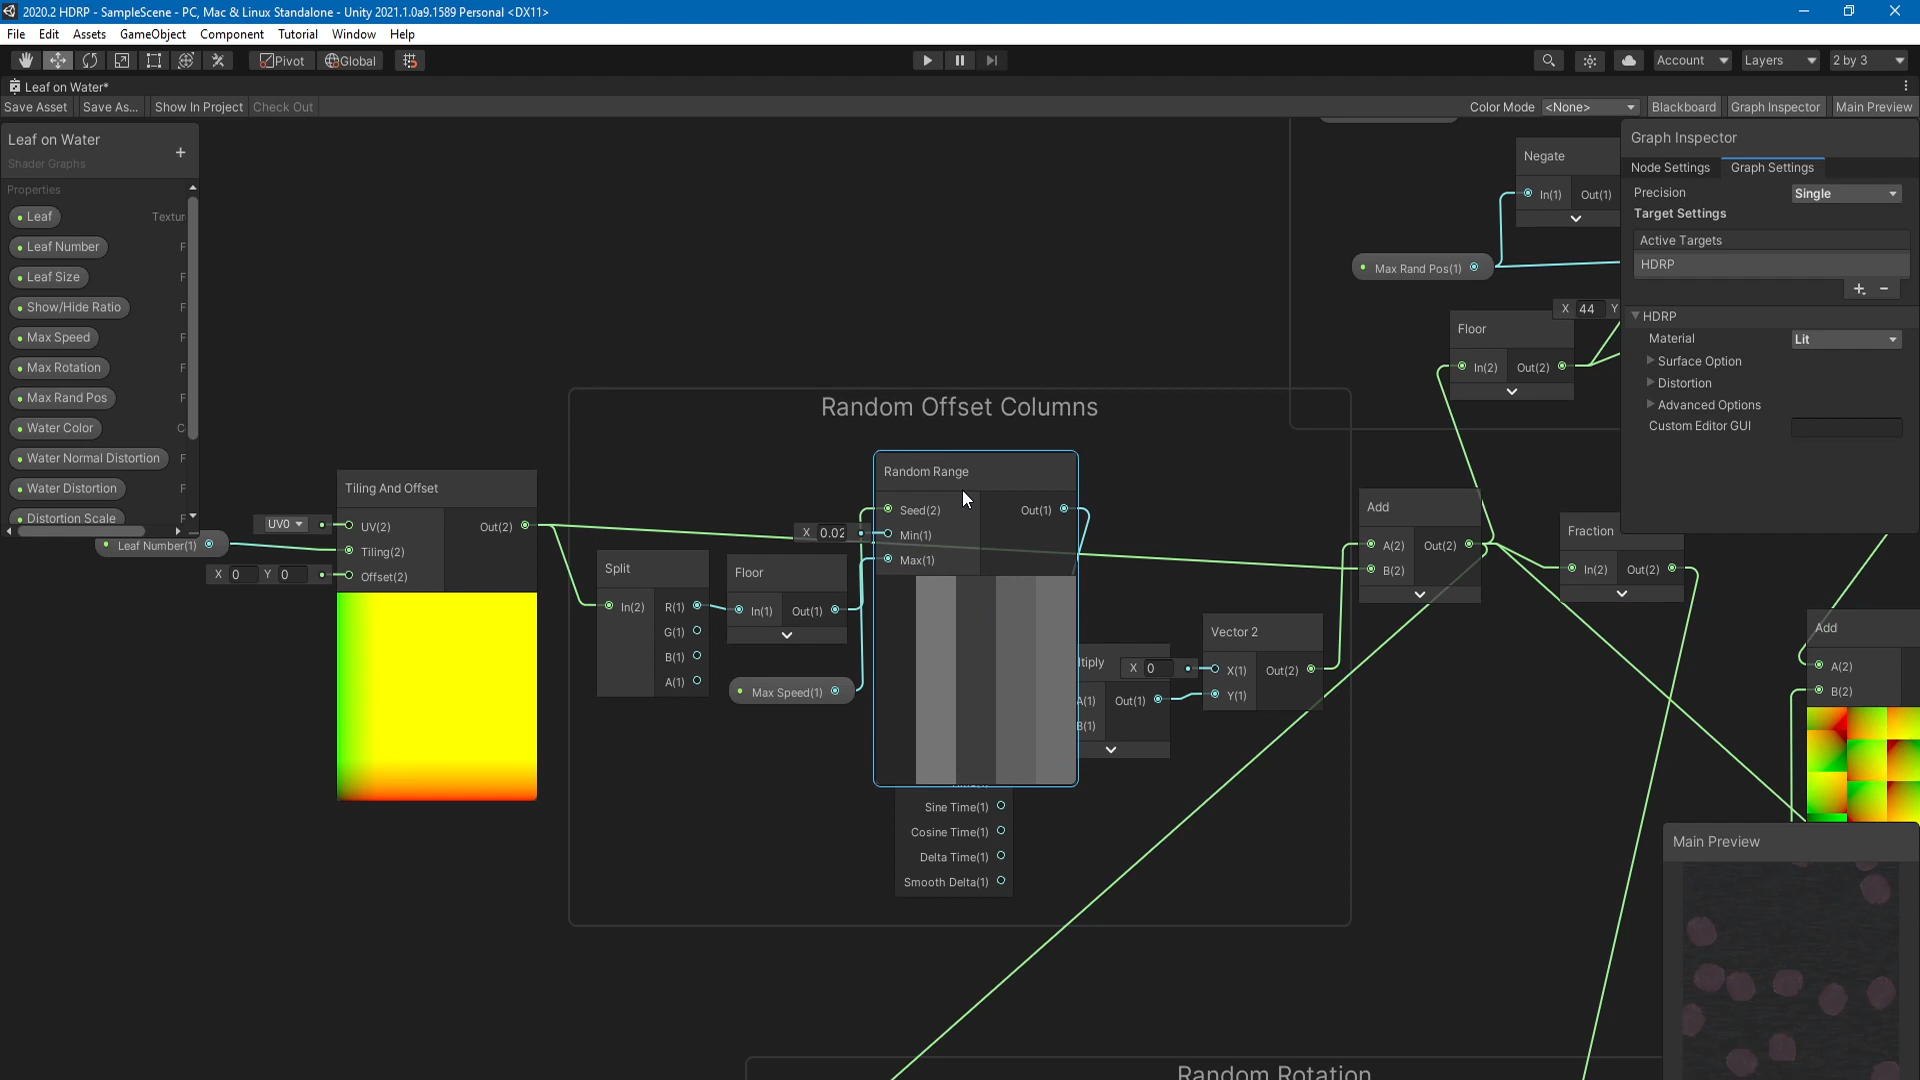 2020.2 HDRP - SampleScene - PC, Mac & Linux Standalone - Unity 2021.1.0a9.1589 Personal <DX11>
File Edit Assets GameObject Component Tutorial Window Help
Pivot Global Account Layers 2 by 3
Leaf on Water*
Save Asset Save As... Show In Project Check Out Color Mode <None> Blackboard Graph Inspector Main Preview
Leaf on Water +
Shader Graphs
Properties
Leaf Textur
Leaf Number F
Leaf Size F
Show/Hide Ratio F
Max Speed F
Max Rotation F
Max Rand Pos F
Water Color C
Water Normal Distortion F
Water Distortion F
Distortion Scale F
Leaf Number(1)
X 0 Y 0
UV0
Tiling And Offset
UV(2) Out(2)
Tiling(2)
Offset(2)
Random Offset Columns
Split
In(2) R(1)
G(1)
B(1)
A(1)
Floor
In(1) Out(1)
Max Speed(1)
X 0.02
Random Range
Seed(2) Out(1)
Min(1)
Max(1)
Sine Time(1)
Cosine Time(1)
Delta Time(1)
Smooth Delta(1)
ltiply
A(1) Out(1)
B(1)
X 0
Vector 2
X(1) Out(2)
Y(1)
Add
A(2) Out(2)
B(2)
Fraction
In(2) Out(2)
Negate
In(1) Out(1)
Max Rand Pos(1)
X 44 Y
Floor
In(2) Out(2)
Graph Inspector
Node Settings Graph Settings
Precision Single
Target Settings
Active Targets
HDRP
+ -
HDRP
Material Lit
Surface Option
Distortion
Advanced Options
Custom Editor GUI
Add
A(2)
B(2)
Main Preview
Random Rotation